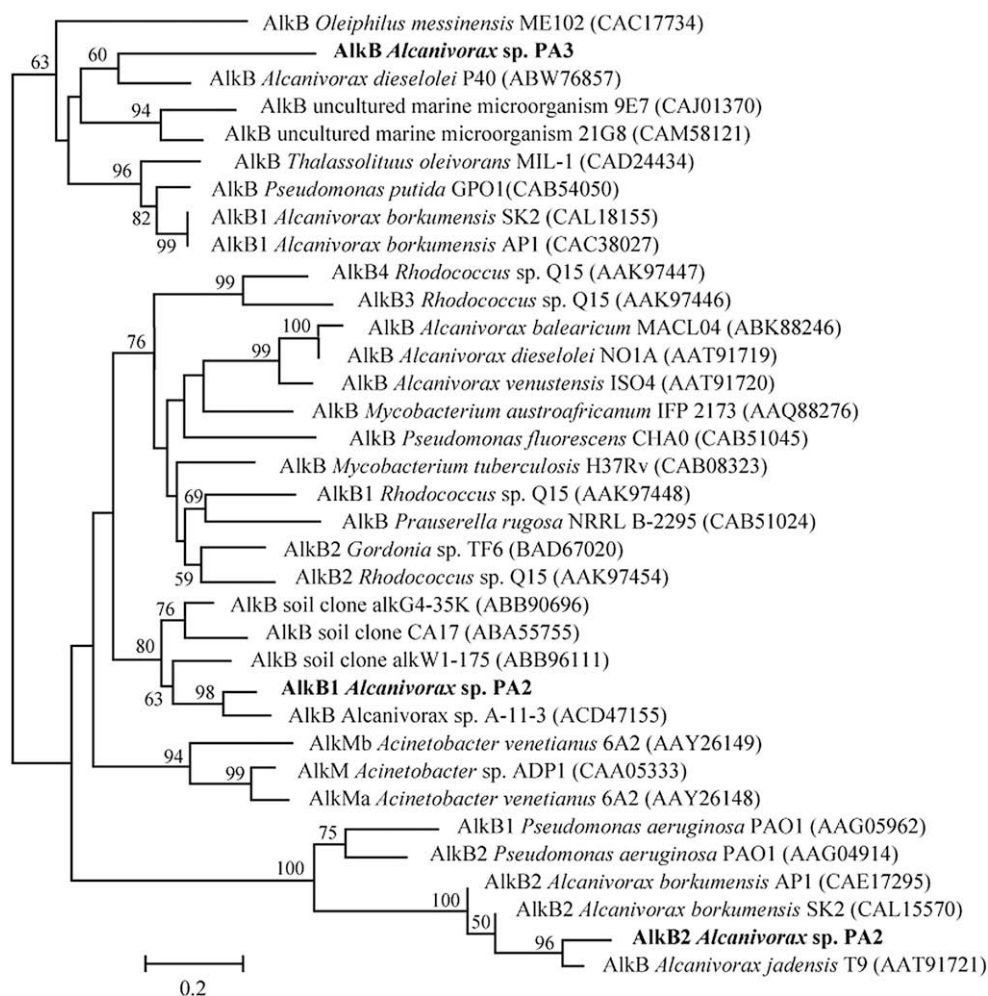 AlkB Oleiphilus messinensis ME102 (CAC17734)
63
60
AlkB Alcanivorax sp. PA3
AlkB Alcanivorax dieselolei P40 (ABW76857)
94
AlkB uncultured marine microorganism 9E7 (CAJ01370)
AlkB uncultured marine microorganism 21G8 (CAM58121)
96
AlkB Thalassolituus oleivorans MIL-1 (CAD24434)
AlkB Pseudomonas putida GPO1(CAB54050)
82
AlkB1 Alcanivorax borkumensis SK2 (CAL18155)
99
AlkB1 Alcanivorax borkumensis AP1 (CAC38027)
99
AlkB4 Rhodococcus sp. Q15 (AAK97447)
AlkB3 Rhodococcus sp. Q15 (AAK97446)
76
100
AlkB Alcanivorax balearicum MACL04 (ABK88246)
99
AlkB Alcanivorax dieselolei NO1A (AAT91719)
AlkB Alcanivorax venustensis ISO4 (AAT91720)
AlkB Mycobacterium austroafricanum IFP 2173 (AAQ88276)
AlkB Pseudomonas fluorescens CHA0 (CAB51045)
AlkB Mycobacterium tuberculosis H37Rv (CAB08323)
69
AlkB1 Rhodococcus sp. Q15 (AAK97448)
AlkB Prauserella rugosa NRRL B-2295 (CAB51024)
AlkB2 Gordonia sp. TF6 (BAD67020)
59
AlkB2 Rhodococcus sp. Q15 (AAK97454)
76
AlkB soil clone alkG4-35K (ABB90696)
AlkB soil clone CA17 (ABA55755)
80
AlkB soil clone alkW1-175 (ABB96111)
63
98
AlkB1 Alcanivorax sp. PA2
AlkB Alcanivorax sp. A-11-3 (ACD47155)
94
AlkMb Acinetobacter venetianus 6A2 (AAY26149)
99
AlkM Acinetobacter sp. ADP1 (CAA05333)
AlkMa Acinetobacter venetianus 6A2 (AAY26148)
75
AlkB1 Pseudomonas aeruginosa PAO1 (AAG05962)
AlkB2 Pseudomonas aeruginosa PAO1 (AAG04914)
100
AlkB2 Alcanivorax borkumensis AP1 (CAE17295)
100
AlkB2 Alcanivorax borkumensis SK2 (CAL15570)
50
96
AlkB2 Alcanivorax sp. PA2
AlkB Alcanivorax jadensis T9 (AAT91721)
0.2